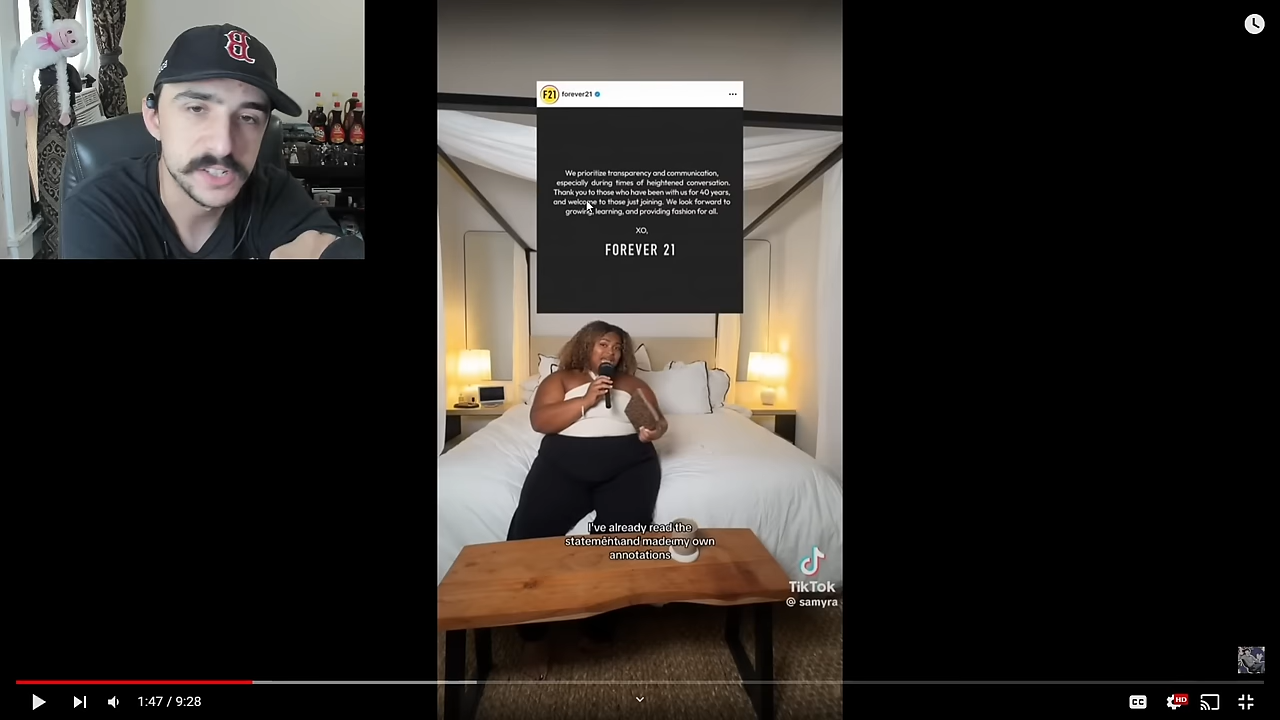 B
F21 forever21
We prioritize transparency and communication,
especially during times of heightened conversation.
Thank you to those who have been with us for 40 years,
and welcome to those just joining. We look forward to
growing, learning, and providing fashion for all.
XO,
FOREVER 21
I've already read the
statement and made my own
annotations
TikTok
@ samyra
1:47 / 9:28
CC
HD